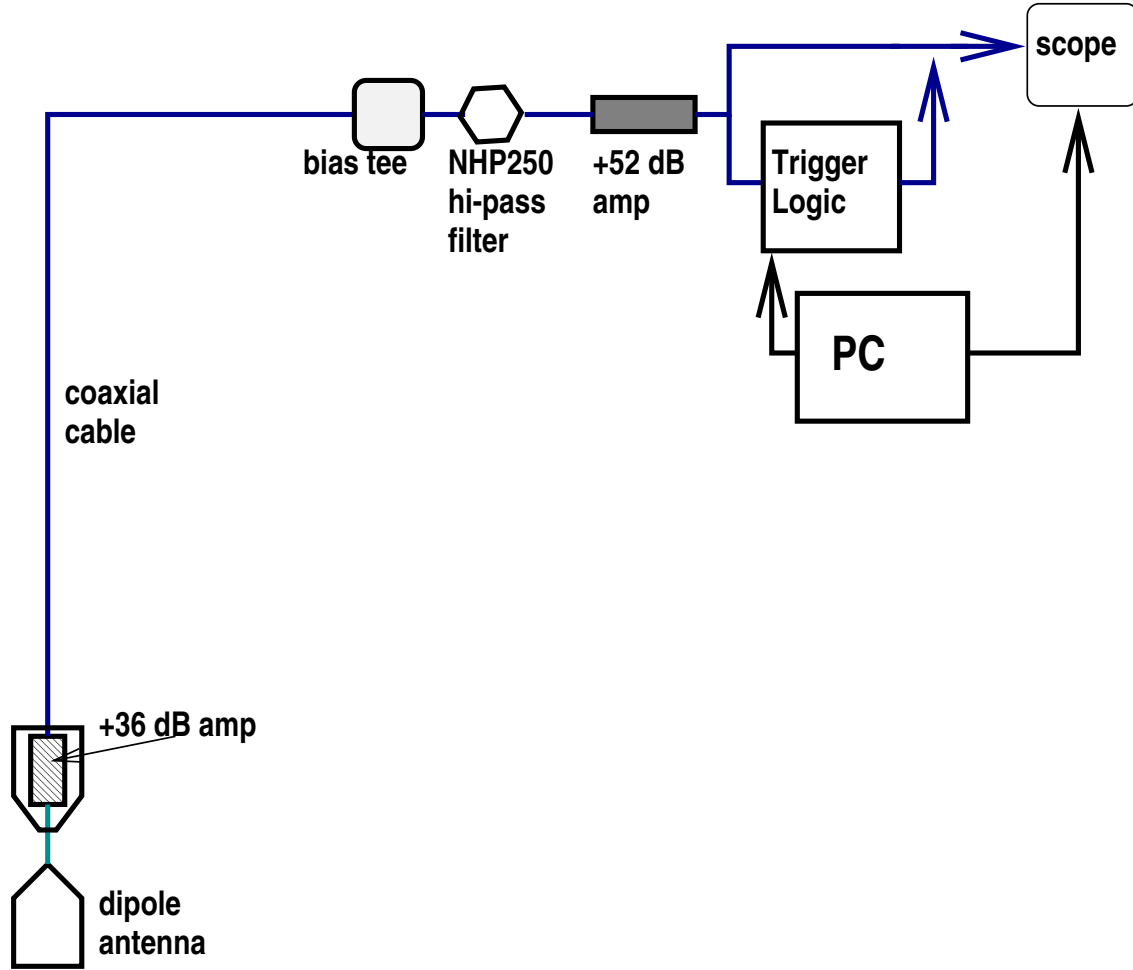 scope
bias tee
NHP250
hi-pass
filter
+52 dB
amp
Trigger
Logic
PC
coaxial
cable
+36 dB amp
dipole
antenna